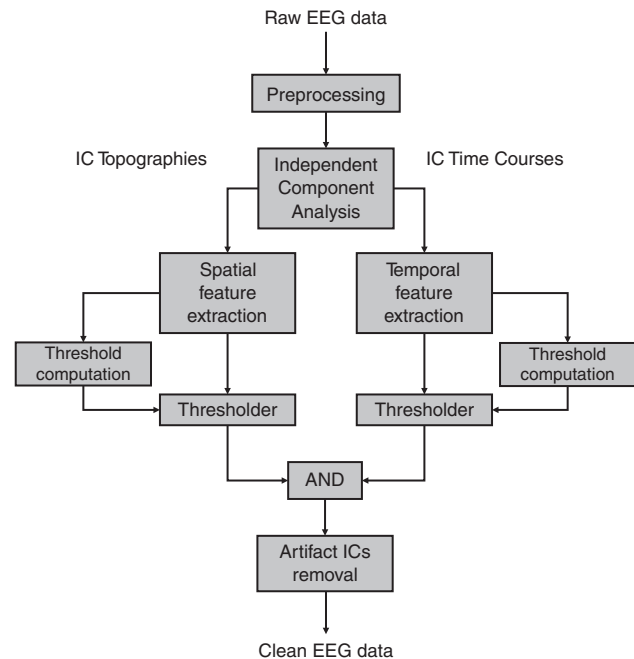 Raw EEG data
Preprocessing
IC Topographies
IC Time Courses
Independent
Component
Analysis
Spatial
feature
extraction
Temporal
feature
extraction
Threshold
computation
Threshold
computation
Thresholder
Thresholder
AND
Artifact ICs
removal
Clean EEG data